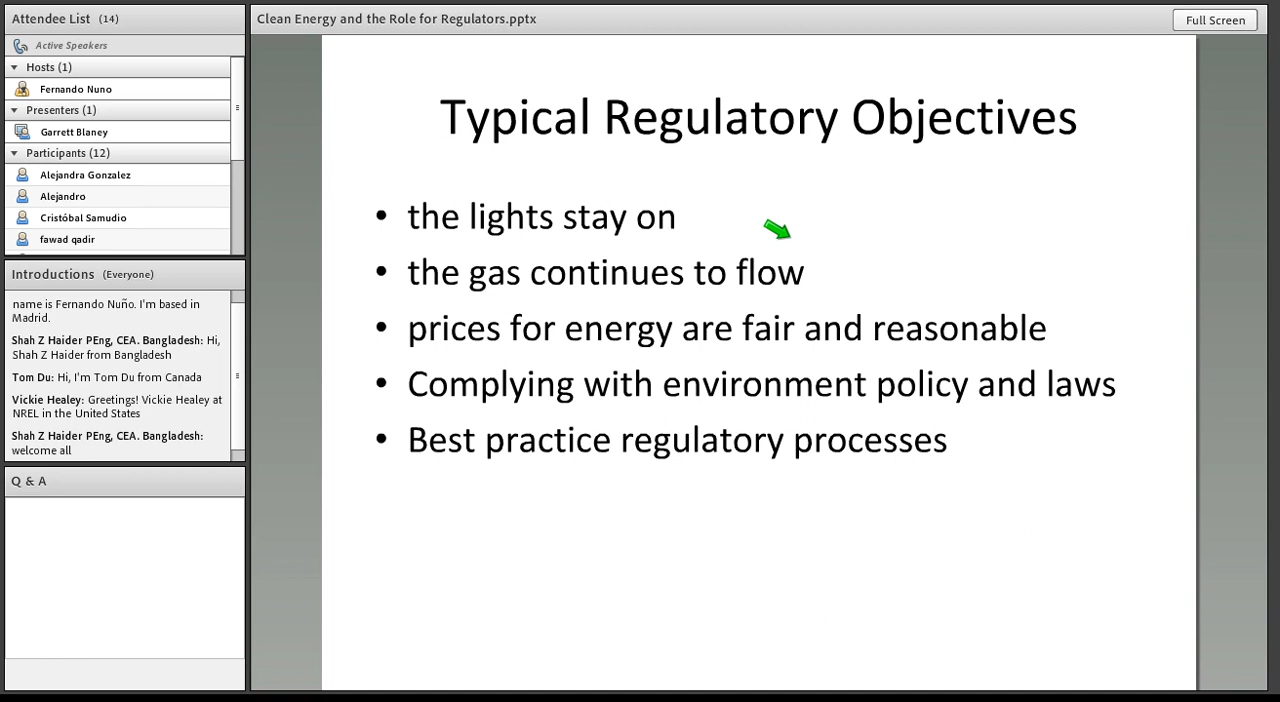 Attendee List (14)
Active Speakers
Hosts (1)
Fernando Nuno
Presenters (1)
Garrett Blaney
Participants (12)
Alejandra Gonzalez
Alejandro
Cristóbal Samudio
fawad qadir
Introductions (Everyone)
name is Fernando Nuño. I'm based in
Madrid.
Shah Z Haider PEng, CEA. Bangladesh: Hi,
Shah Z Haider from Bangladesh
Tom Du: Hi, I'm Tom Du from Canada
Vickie Healey: Greetings! Vickie Healey at
NREL in the United States
Shah Z Haider PEng, CEA. Bangladesh:
welcome all
Q & A
Clean Energy and the Role for Regulators.pptx
Full Screen
Typical Regulatory Objectives
• the lights stay on
• the gas continues to flow
• prices for energy are fair and reasonable
• Complying with environment policy and laws
• Best practice regulatory processes